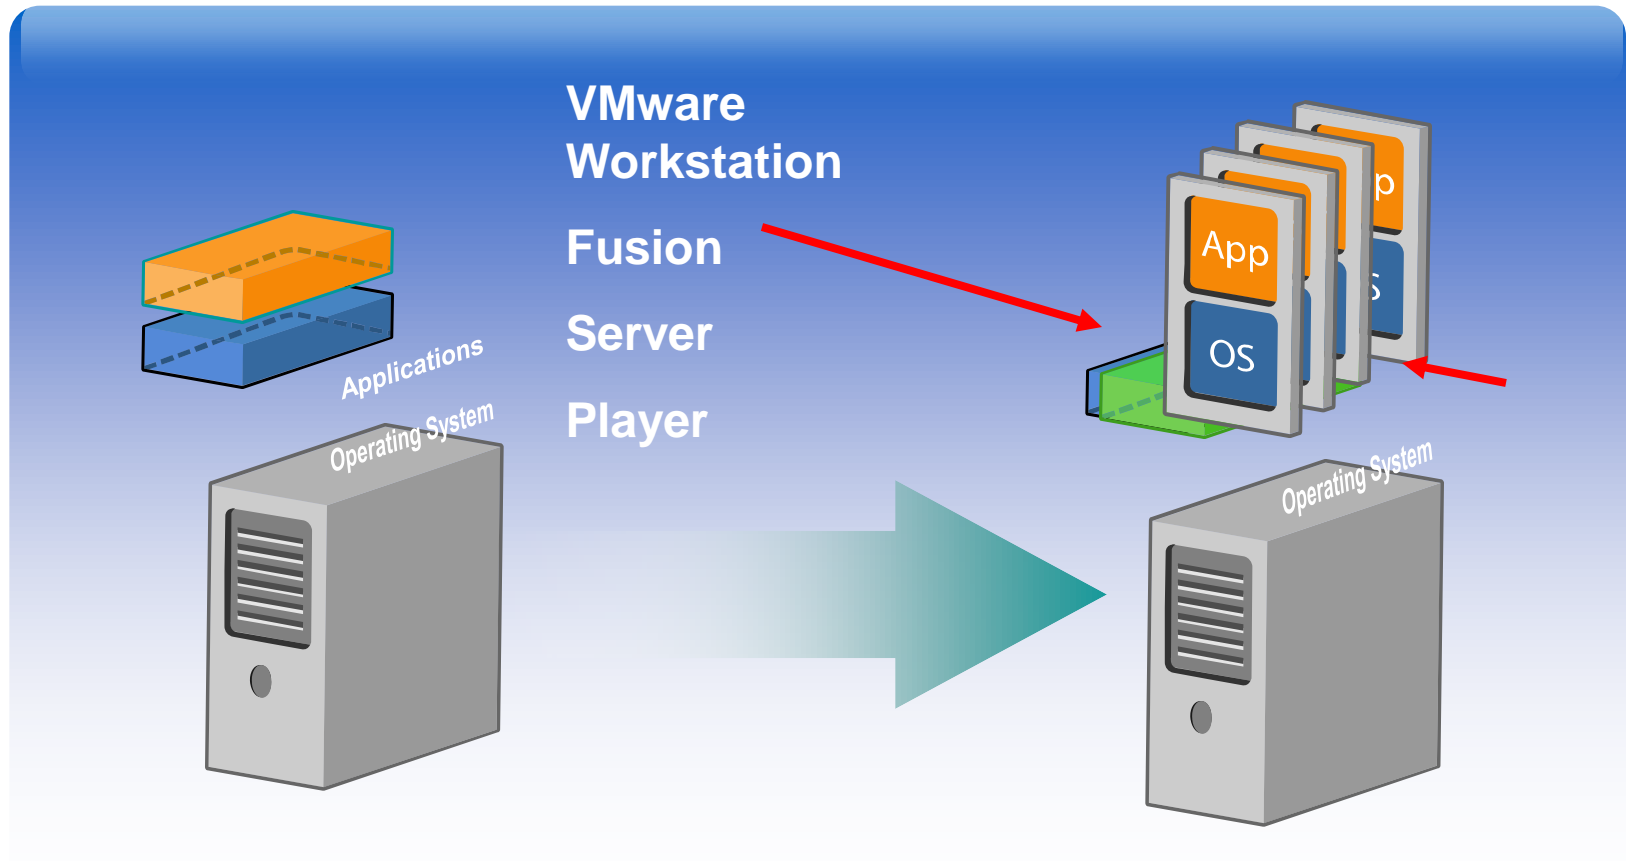 VMware
Workstation
Fusion
Server
Player
Applications
Operating System
App
OS
p
S
Operating System